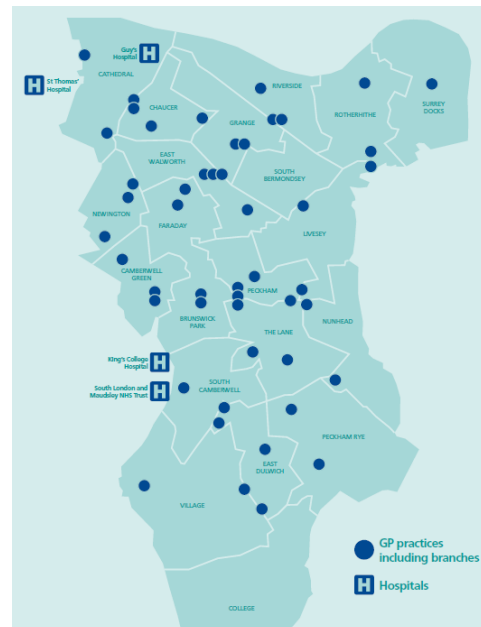 Guy's
Hospital
CATHEDRAL
St Thomas'
Hospital
RIVERSIDE
CHAUCER
ROTHERHITHE
SURREY
DOCKS
GRANGE
EAST
WALWORTH
SOUTH
BERMONDSEY
NEWINGTON
FARADAY
LIVESEY
CAMBERWELL
GREEN
PECKHAM
BRUNSWICK
PARK
NUNHEAD
THE LANE
King's College
Hospital
South London and
Maudsley NHS Trust
SOUTH
CAMBERWELL
PECKHAM RYE
EAST
DULWICH
VILLAGE
COLLEGE
GP practices
including branches
H Hospitals